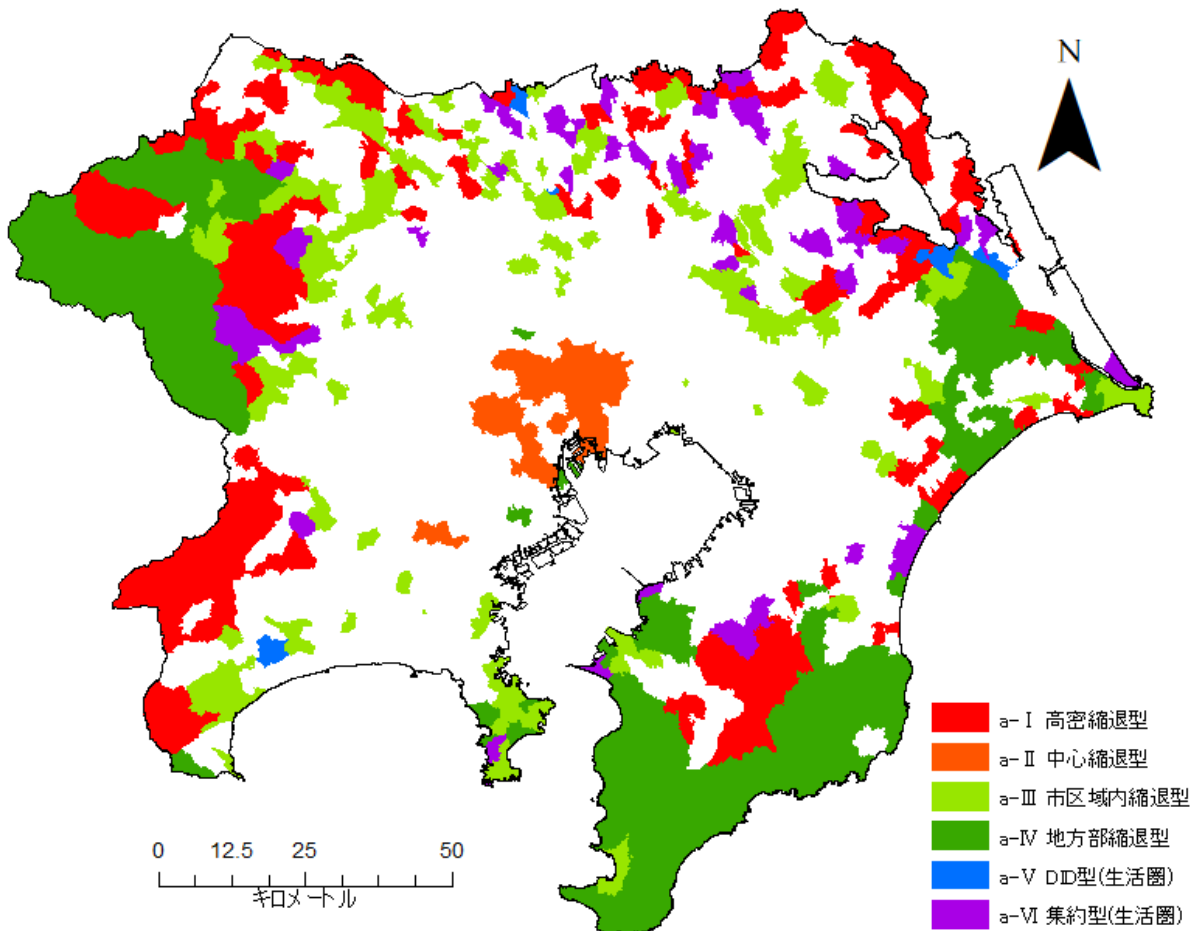 N
a-Ⅰ 高密縮退型
a-Ⅱ 中心縮退型
a-Ⅲ 市区域内縮退型
a-Ⅳ 地方部縮退型
a-Ⅴ DID型(生活圏)
a-Ⅵ 集約型(生活圏)
0 12.5 25 50
キロメートル